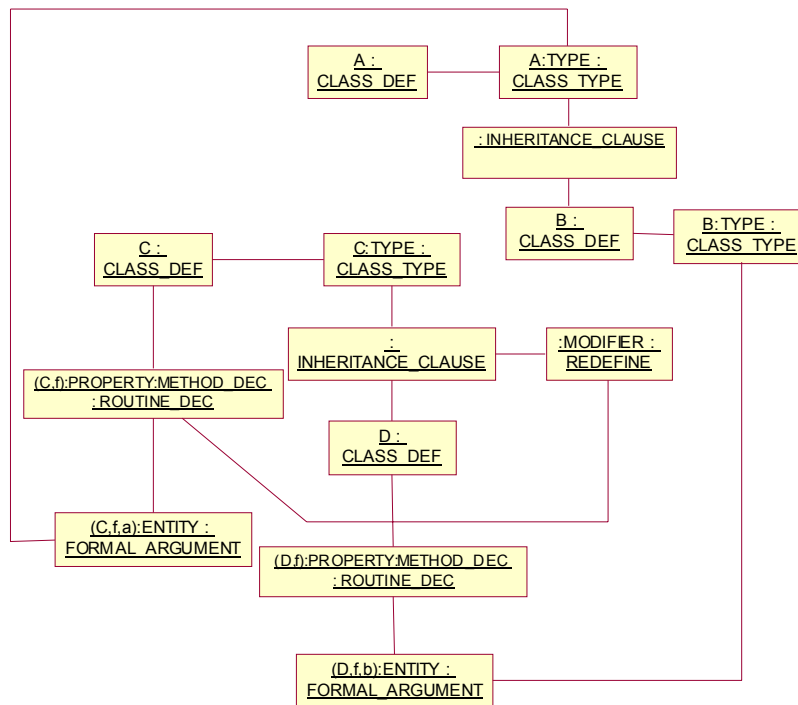 A :
CLASS_DEF
A:TYPE :
CLASS_TYPE
: INHERITANCE_CLAUSE
B :
CLASS_DEF
B:TYPE :
CLASS_TYPE
C :
CLASS_DEF
C:TYPE :
CLASS_TYPE
:
INHERITANCE_CLAUSE
:MODIFIER :
REDEFINE
(C,f):PROPERTY:METHOD_DEC
: ROUTINE_DEC
D :
CLASS_DEF
(C,f,a):ENTITY :
FORMAL_ARGUMENT
(D,f):PROPERTY:METHOD_DEC
: ROUTINE_DEC
(D,f,b):ENTITY :
FORMAL_ARGUMENT